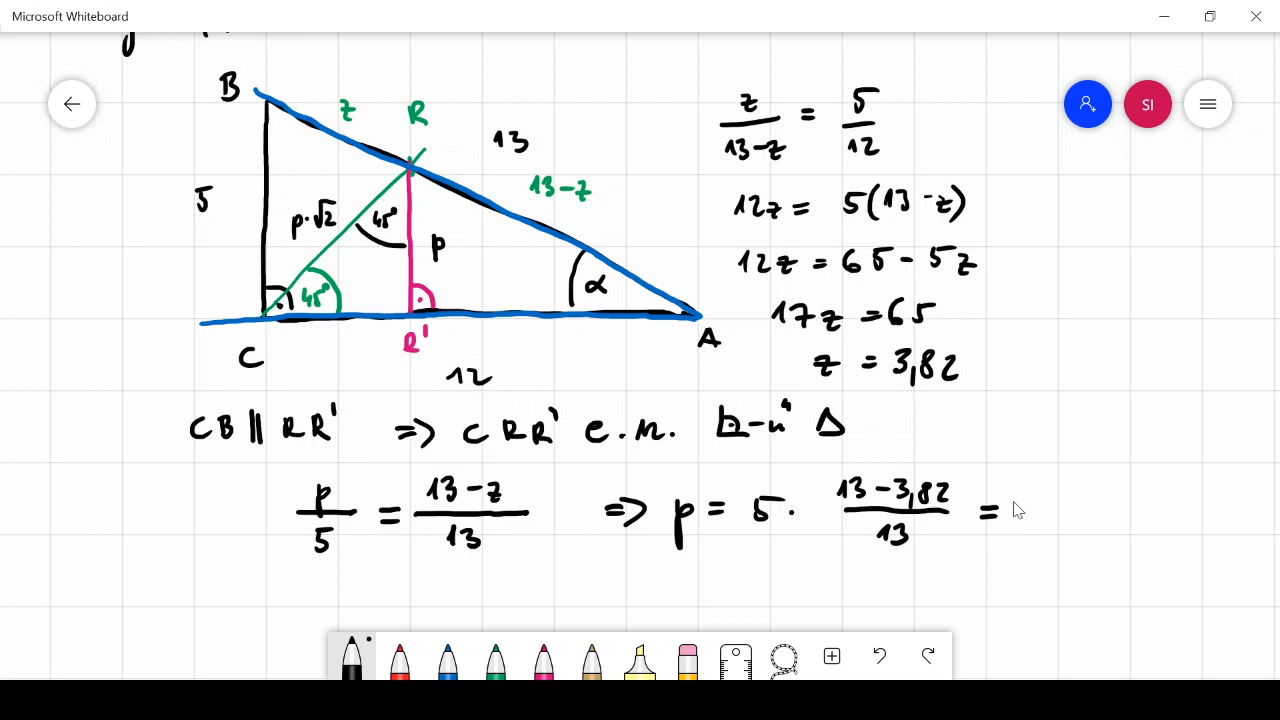 Microsoft Whiteboard
B
z
R
13
13-z
5
p·√2
45°
p
45°
α
C
R'
A
12
SI
z/13-z = 5/12
12z = 5(13-z)
12z = 65-5z
17z = 65
z = 3,82
CB || RR' => CRR' e.n. Δ
p/5 = 13-z/13 => p = 5. 13-3,82/13 =